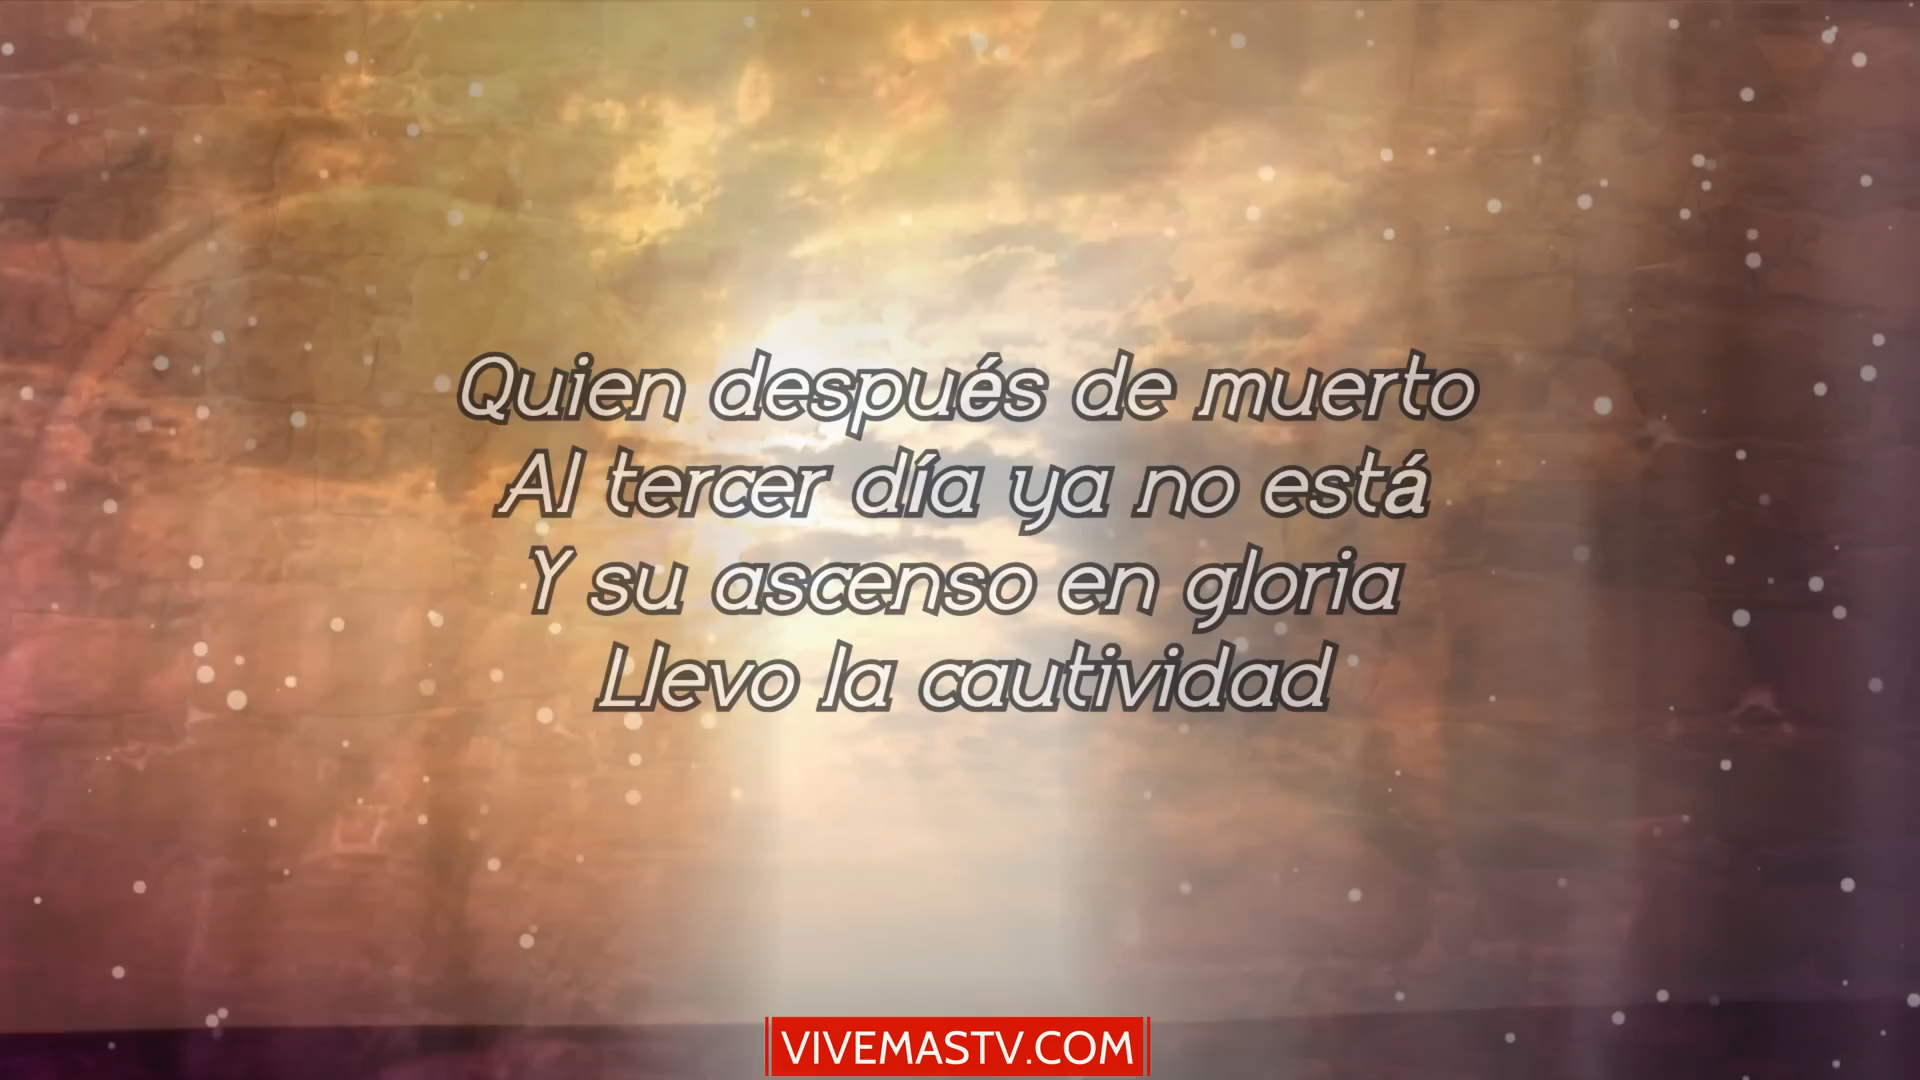 Quien después de muerto
Al tercer día ya no está
Y su ascenso en gloria
Llevo la cautividad
VIVEMASTV.COM